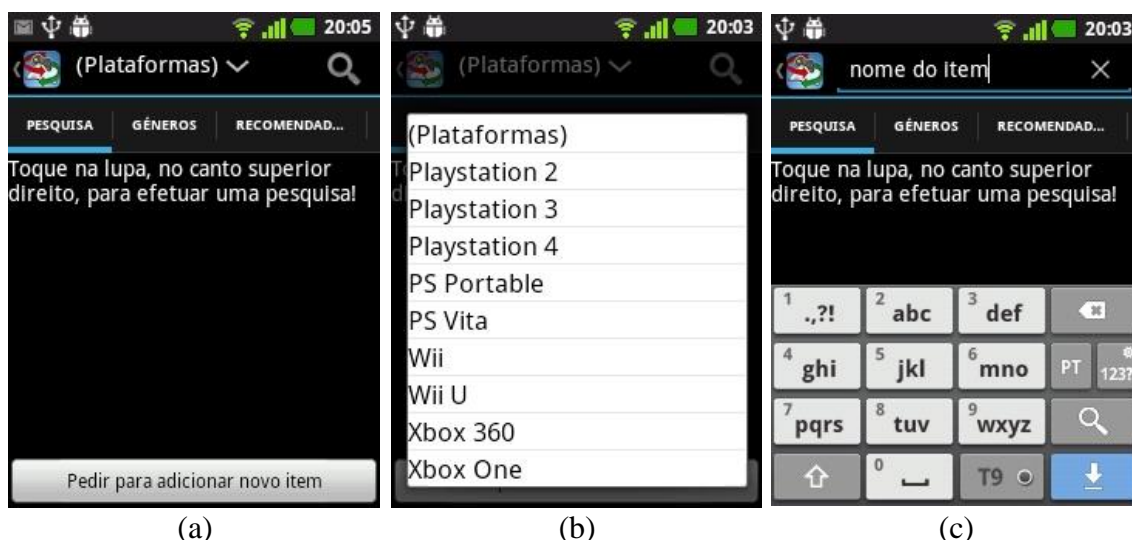 20:05
(Plataformas)
PESQUISA GÉNEROS RECOMENDAD...
Toque na lupa, no canto superior
direito, para efetuar uma pesquisa!
Pedir para adicionar novo item
(a)
20:03
(Plataformas)
(Plataformas)
Playstation 2
Playstation 3
Playstation 4
PS Portable
PS Vita
Wii
Wii U
Xbox 360
Xbox One
(b)
20:03
nome do item
PESQUISA GÉNEROS RECOMENDAD...
Toque na lupa, no canto superior
direito, para efetuar uma pesquisa!
1 .,?! 2 abc 3 def
4 ghi 5 jkl 6 mno PT 123?
7 pqrs 8 tuv 9 wxyz
0 T9
(c)